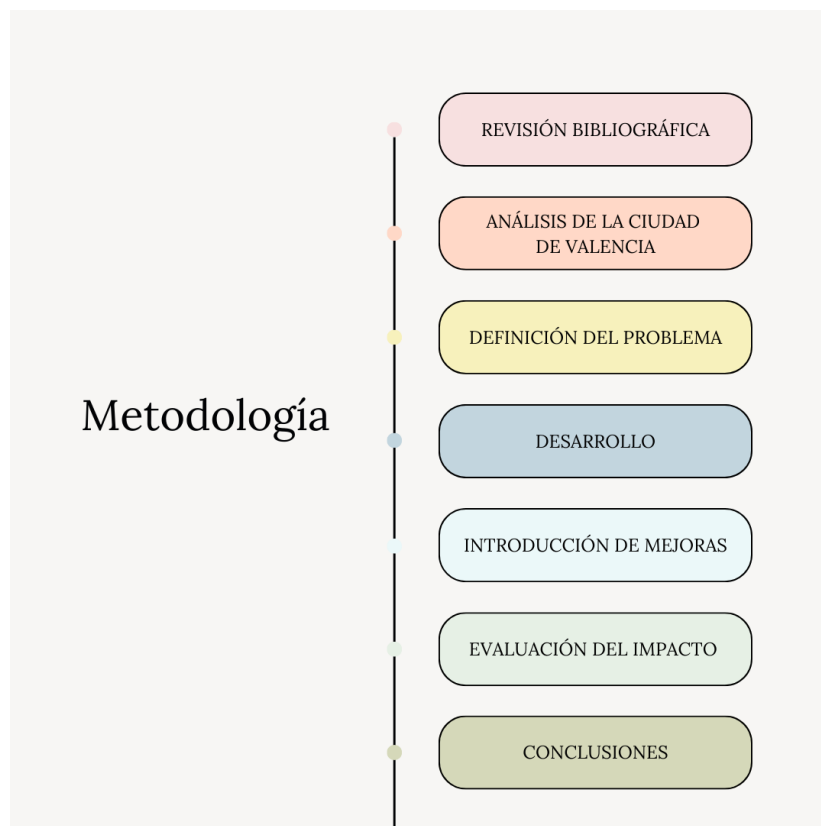 Metodología
REVISIÓN BIBLIOGRÁFICA
ANÁLISIS DE LA CIUDAD
DE VALENCIA
DEFINICIÓN DEL PROBLEMA
DESARROLLO
INTRODUCCIÓN DE MEJORAS
EVALUACIÓN DEL IMPACTO
CONCLUSIONES